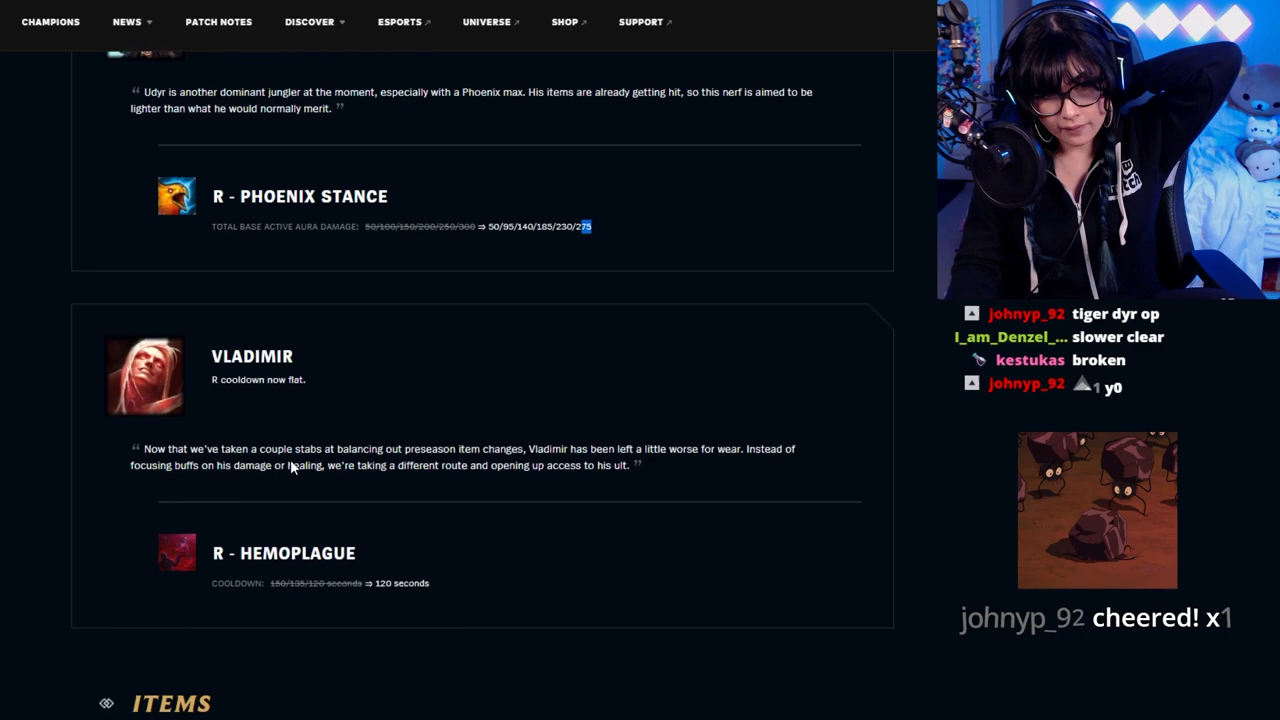 CHAMPIONS NEWS PATCH NOTES DISCOVER ESPORTS UNIVERSE SHOP SUPPORT
“ Udyr is another dominant jungler at the moment, especially with a Phoenix max. His items are already getting hit, so this nerf is aimed to be
lighter than what he would normally merit. ”
R - PHOENIX STANCE
TOTAL BASE ACTIVE AURA DAMAGE: 50/100/150/200/250/300 ⇒ 50/95/140/185/230/275
VLADIMIR
R cooldown now flat.
“ Now that we've taken a couple stabs at balancing out preseason item changes, Vladimir has been left a little worse for wear. Instead of
focusing buffs on his damage or healing, we're taking a different route and opening up access to his ult. ”
R - HEMOPLAGUE
COOLDOWN: 150/135/120 seconds ⇒ 120 seconds
ITEMS
johnyp_92 tiger dyr op
I_am_Denzel_... slower clear
kestukas broken
johnyp_92 1 y0
johnyp_92 cheered! x1